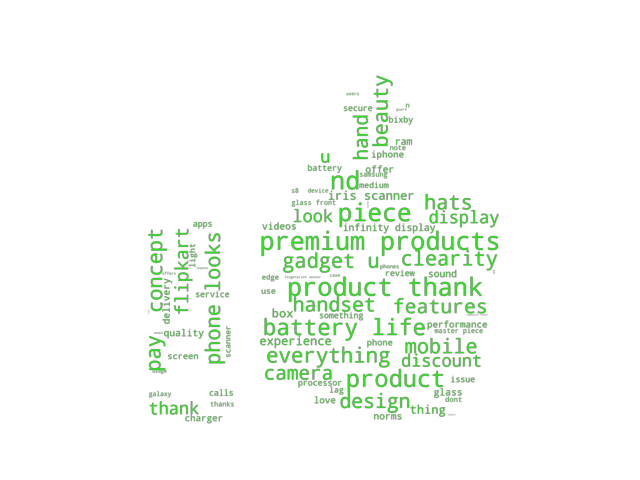 users
beauty
secure
guard
n
hand
bixby
ram
note
u
iphone
battery
offer
samsung
nd
medium
s8
device
iris scanner
glass front
hats
look
piece
display
apps
videos
infinity display
concept
flipkart
phone looks
light
premium products
gadget u
clearity
phones
review
sound
edge
case
delivery
use
product thank
service
handset
features
box
something
battery life
performance
quality
scanner
master piece
pay
experience
phone
mobile
screen
everything
discount
camera
product
processor
issue
lag
glass
galaxy
calls
love
design
dont
thank
thanks
thing
charger
norms